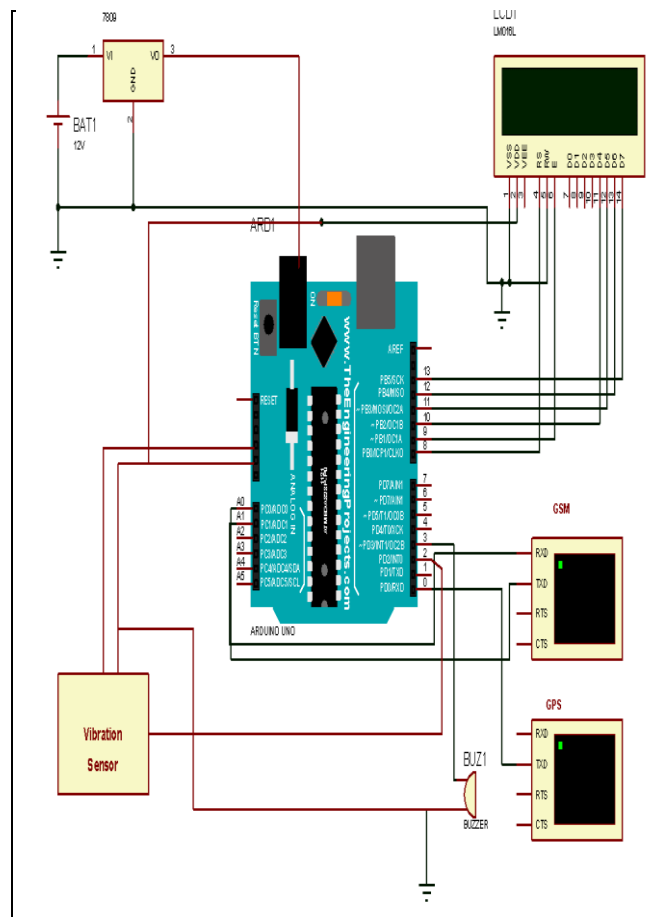 7809
1
VI
VO
3
GND
2
BAT1
12V
LCD1
LM016L
VSS
VDD
VEE
RS
RW
E
D0
D1
D2
D3
D4
D5
D6
D7
1
2
3
4
5
6
7
8
9
10
11
12
13
14
ARD1
ON
Reset BTN
www.TheEngineeringProjects.com
AREF
RESET
PB5/SCK
13
PB4/MISO
12
~PB3/MOSI/OC2A
11
~PB2/OC1B
10
~PB1/OC1A
9
PB0/ICP1/CLKO
8
ANALOG IN
PD7/AIN1
7
~PD7/AIN1
6
~PD5/T1/OC0B
5
PD4/T0/XCK
4
~PD3/INT1/OC2B
3
PD2/INT0
2
PD1/TXD
1
PD0/RXD
0
A0
PC0/ADC0
A1
PC1/ADC1
A2
PC2/ADC2
A3
PC3/ADC3
A4
PC4/ADC4/SDA
A5
PC5/ADC5/SCL
ARDUINO UNO
GSM
RXD
TXD
RTS
CTS
Vibration
Sensor
GPS
RXD
TXD
RTS
CTS
BUZ1
BUZZER